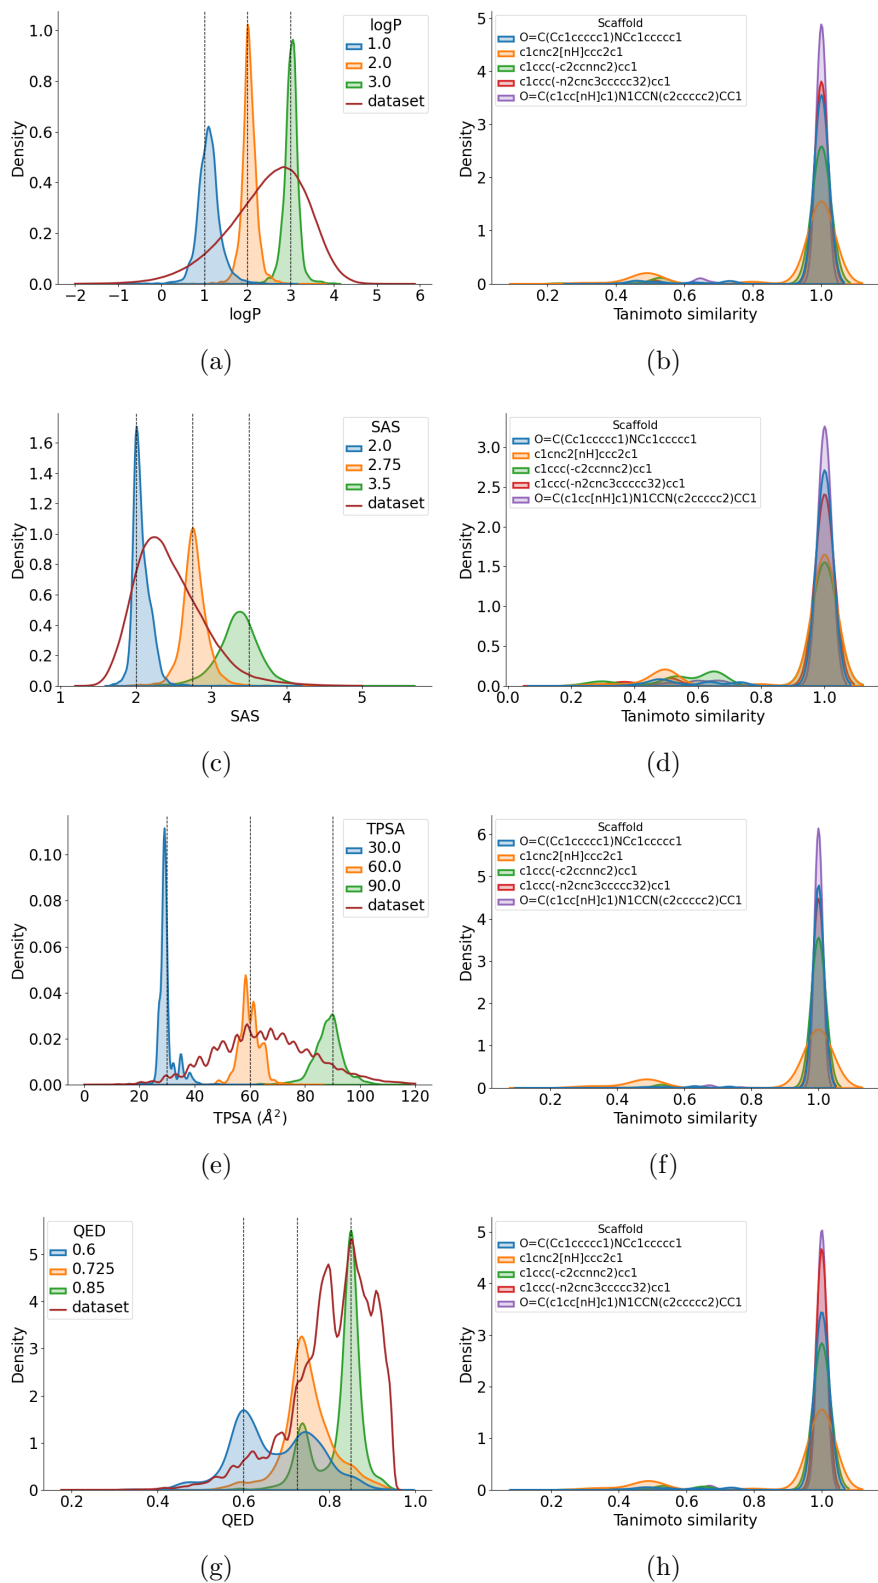 logP
1.0
2.0
3.0
dataset
Density
0.0
0.2
0.4
0.6
0.8
1.0
−2
−1
0
1
2
3
4
5
6
logP
(a)
Scaffold
O=C(Cc1ccccc1)NCc1ccccc1
c1cnc2[nH]ccc2c1
c1ccc(-c2ccnnc2)cc1
c1ccc(-n2cnc3ccccc32)cc1
O=C(c1cc[nH]c1)N1CCN(c2ccccc2)CC1
Density
0
1
2
3
4
5
0.2
0.4
0.6
0.8
1.0
Tanimoto similarity
(b)
SAS
2.0
2.75
3.5
dataset
Density
0.0
0.2
0.4
0.6
0.8
1.0
1.2
1.4
1.6
1
2
3
4
5
SAS
(c)
Scaffold
O=C(Cc1ccccc1)NCc1ccccc1
c1cnc2[nH]ccc2c1
c1ccc(-c2ccnnc2)cc1
c1ccc(-n2cnc3ccccc32)cc1
O=C(c1cc[nH]c1)N1CCN(c2ccccc2)CC1
Density
0.0
0.5
1.0
1.5
2.0
2.5
3.0
0.0
0.2
0.4
0.6
0.8
1.0
Tanimoto similarity
(d)
TPSA
30.0
60.0
90.0
dataset
Density
0.00
0.02
0.04
0.06
0.08
0.10
0
20
40
60
80
100
120
TPSA (Å²)
(e)
Scaffold
O=C(Cc1ccccc1)NCc1ccccc1
c1cnc2[nH]ccc2c1
c1ccc(-c2ccnnc2)cc1
c1ccc(-n2cnc3ccccc32)cc1
O=C(c1cc[nH]c1)N1CCN(c2ccccc2)CC1
Density
0
1
2
3
4
5
6
0.2
0.4
0.6
0.8
1.0
Tanimoto similarity
(f)
QED
0.6
0.725
0.85
dataset
Density
0
1
2
3
4
5
0.2
0.4
0.6
0.8
1.0
QED
(g)
Scaffold
O=C(Cc1ccccc1)NCc1ccccc1
c1cnc2[nH]ccc2c1
c1ccc(-c2ccnnc2)cc1
c1ccc(-n2cnc3ccccc32)cc1
O=C(c1cc[nH]c1)N1CCN(c2ccccc2)CC1
Density
0
1
2
3
4
5
0.2
0.4
0.6
0.8
1.0
Tanimoto similarity
(h)